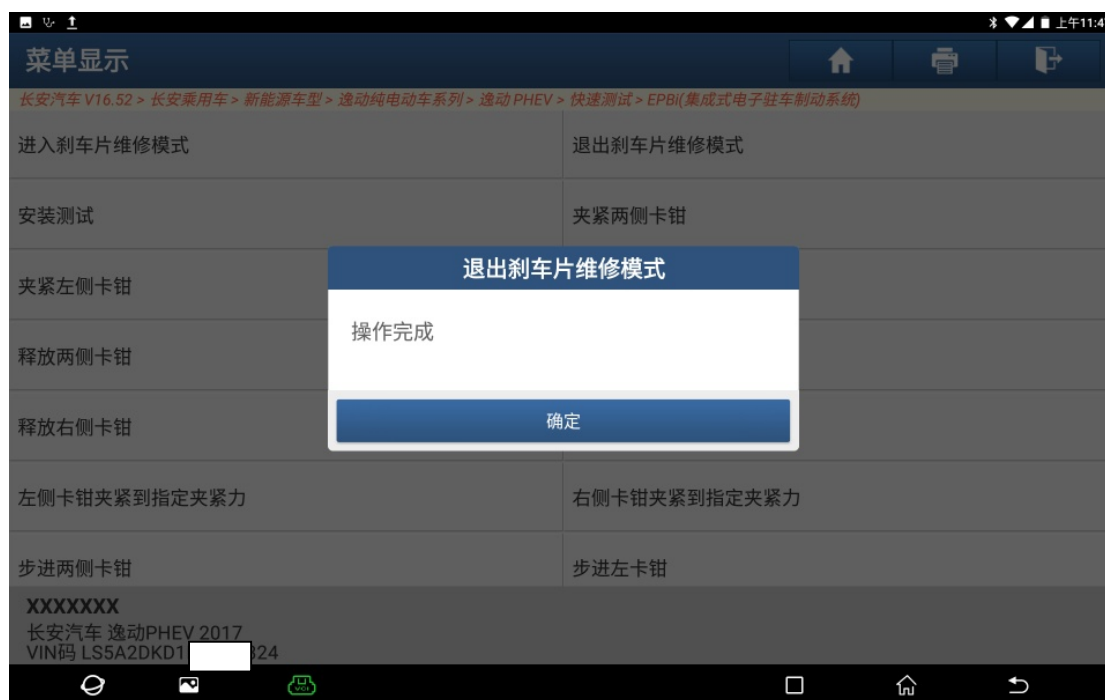 上午11:4
菜单显示
长安汽车 V16.52 > 长安乘用车 > 新能源车型 > 逸动纯电动车系列 > 逸动 PHEV > 快速测试 > EPBi(集成式电子驻车制动系统)
进入刹车片维修模式 退出刹车片维修模式
安装测试 夹紧两侧卡钳
退出刹车片维修模式
夹紧左侧卡钳
操作完成
释放两侧卡钳
确定
释放右侧卡钳
左侧卡钳夹紧到指定夹紧力 右侧卡钳夹紧到指定夹紧力
步进两侧卡钳 步进左卡钳
XXXXXXX
长安汽车 逸动PHEV 2017
VIN码 LS5A2DKD1 324
VCI